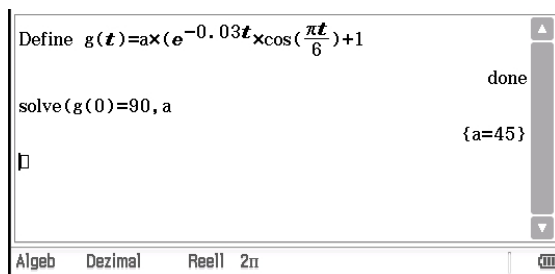 Define g(t)=a×(e^-0.03t×cos(πt/6)+1
done
solve(g(0)=90,a
{a=45}
Algeb Dezimal Reell 2π